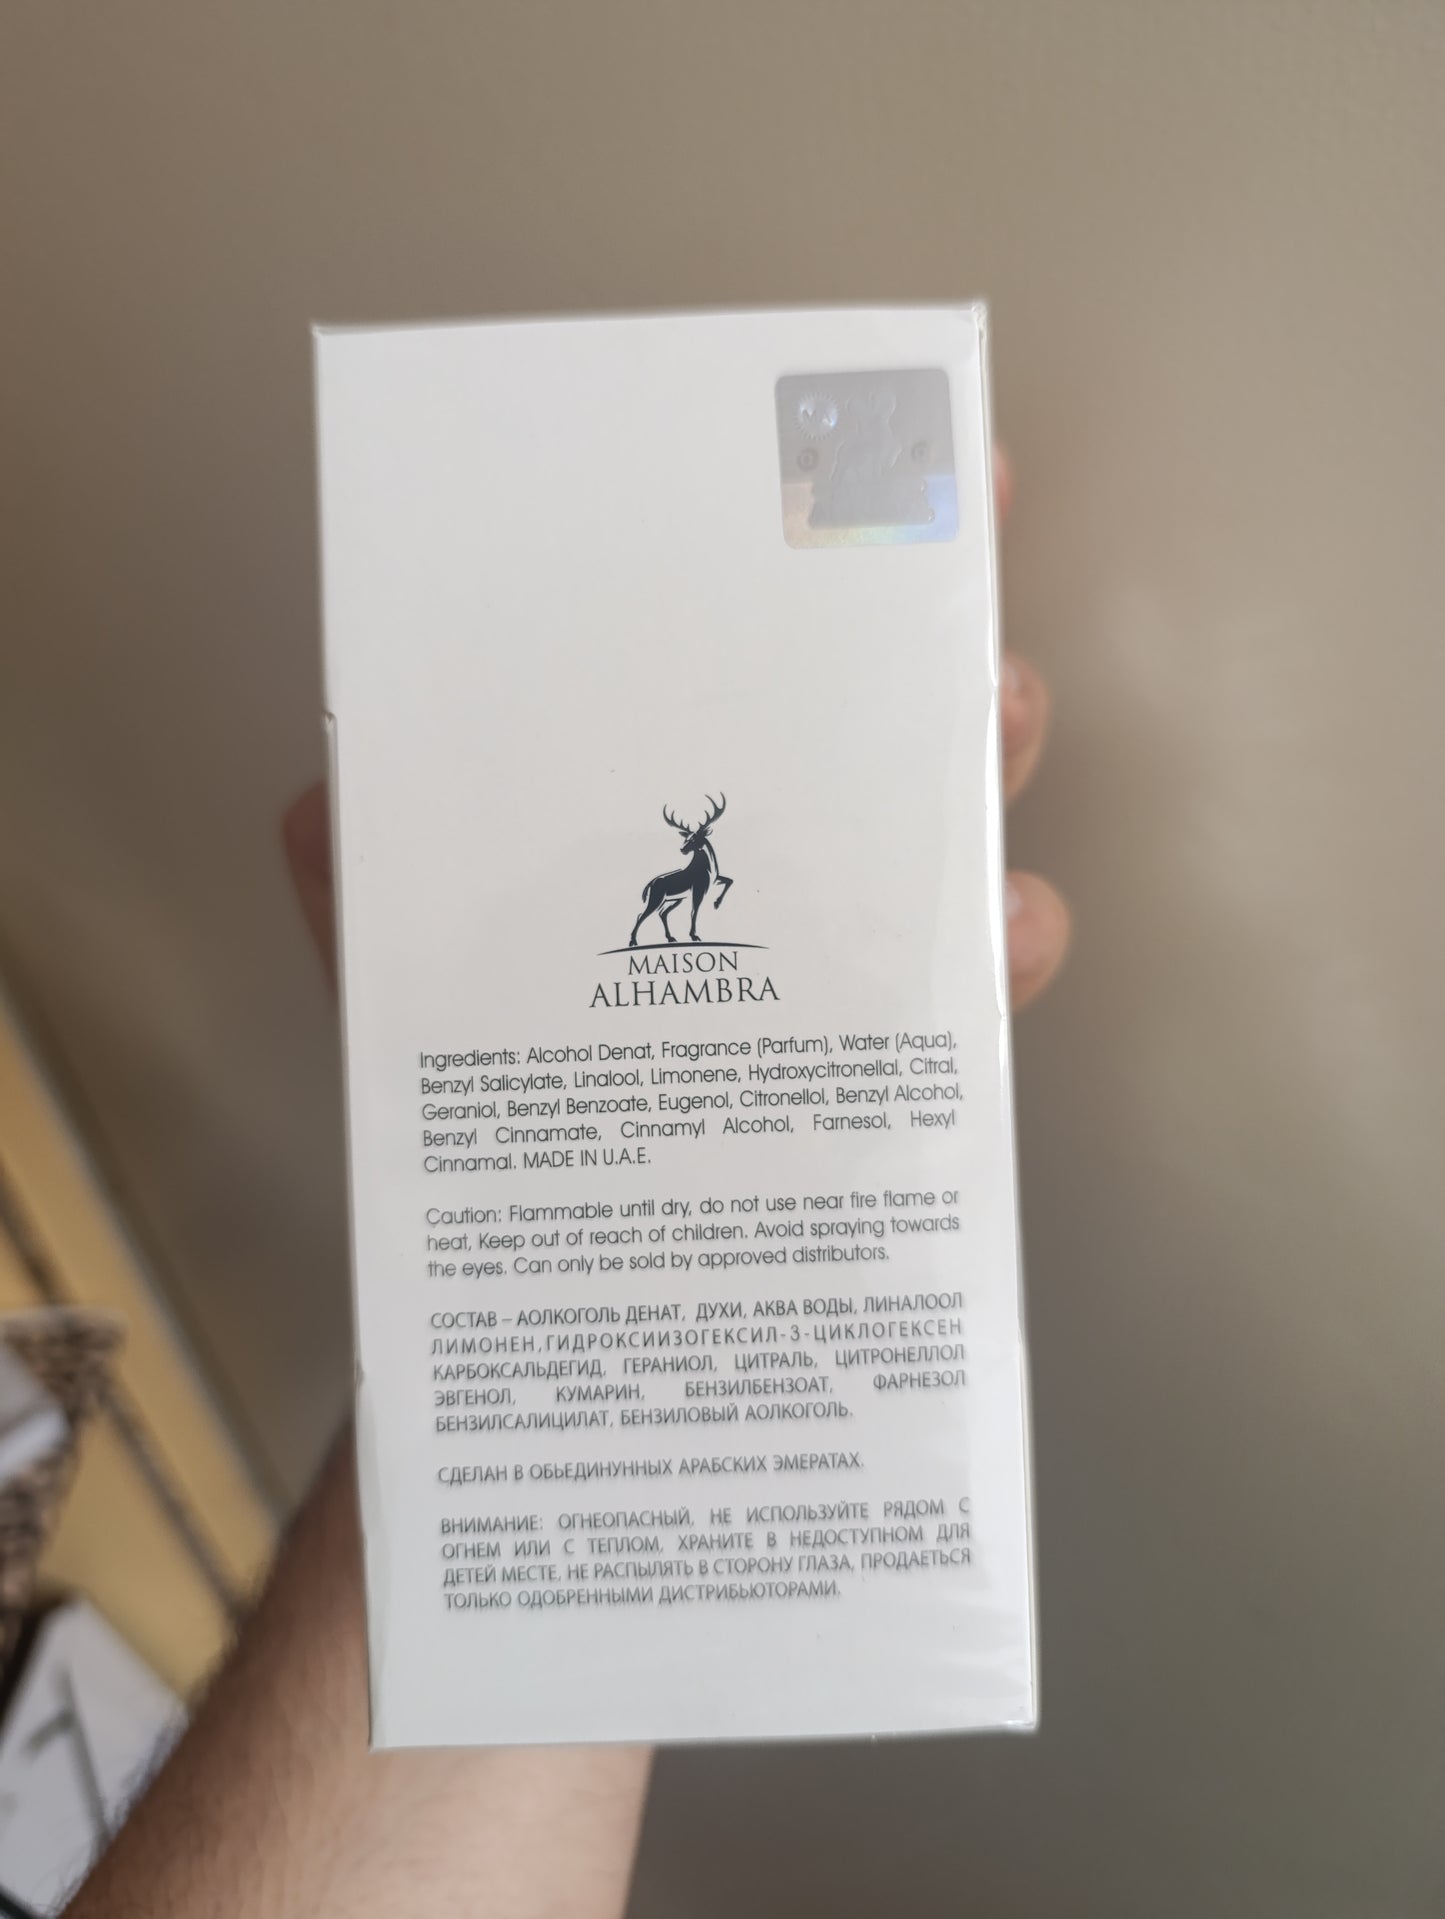 MA
MAISON
ALHAMBRA
Ingredients: Alcohol Denat, Fragrance (Parfum), Water (Aqua),
Benzyl Salicylate, Linalool, Limonene, Hydroxycitronellal, Citral,
Geraniol, Benzyl Benzoate, Eugenol, Citronellol, Benzyl Alcohol,
Benzyl Cinnamate, Cinnamyl Alcohol, Farnesol, Hexyl
Cinnamal. MADE IN U.A.E.
Caution: Flammable until dry, do not use near fire flame or
heat, Keep out of reach of children. Avoid spraying towards
the eyes. Can only be sold by approved distributors.
СОСТАВ – АОЛКОГОЛЬ ДЕНАТ, ДУХИ, АКВА ВОДЫ, ЛИНАЛООЛ
ЛИМОНЕН, ГИДРОКСИИЗОГЕКСИЛ-3-ЦИКЛОГЕКСЕН
КАРБОКСАЛЬДЕГИД, ГЕРАНИОЛ, ЦИТРАЛЬ, ЦИТРОНЕЛЛОЛ
ЭВГЕНОЛ, КУМАРИН, БЕНЗИЛБЕНЗОАТ, ФАРНЕЗОЛ
БЕНЗИЛСАЛИЦИЛАТ, БЕНЗИЛОВЫЙ АОЛКОГОЛЬ.
СДЕЛАН В ОБЬЕДИНУННЫХ АРАБСКИХ ЭМЕРАТАХ.
ВНИМАНИЕ: ОГНЕОПАСНЫЙ, НЕ ИСПОЛЬЗУЙТЕ РЯДОМ С
ОГНЕМ ИЛИ С ТЕПЛОМ, ХРАНИТЕ В НЕДОСТУПНОМ ДЛЯ
ДЕТЕЙ МЕСТЕ, НЕ РАСПЫЛЯТЬ В СТОРОНУ ГЛАЗА, ПРОДАЕТЬСЯ
ТОЛЬКО ОДОБРЕННЫМИ ДИСТРИБЬЮТОРАМИ.